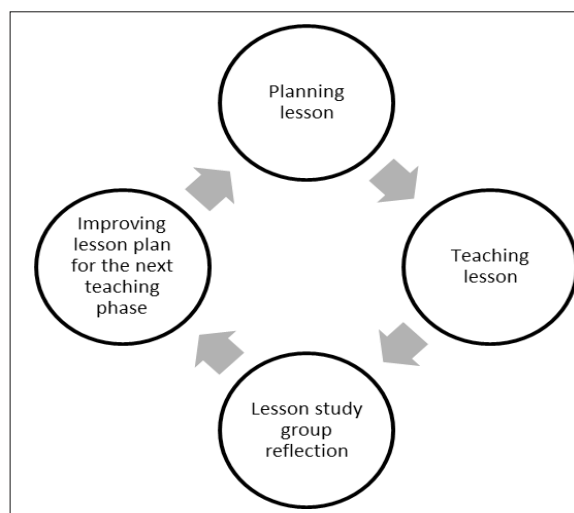 Planning
lesson
Teaching
lesson
Lesson study
group
reflection
Improving
lesson plan
for the next
teaching
phase